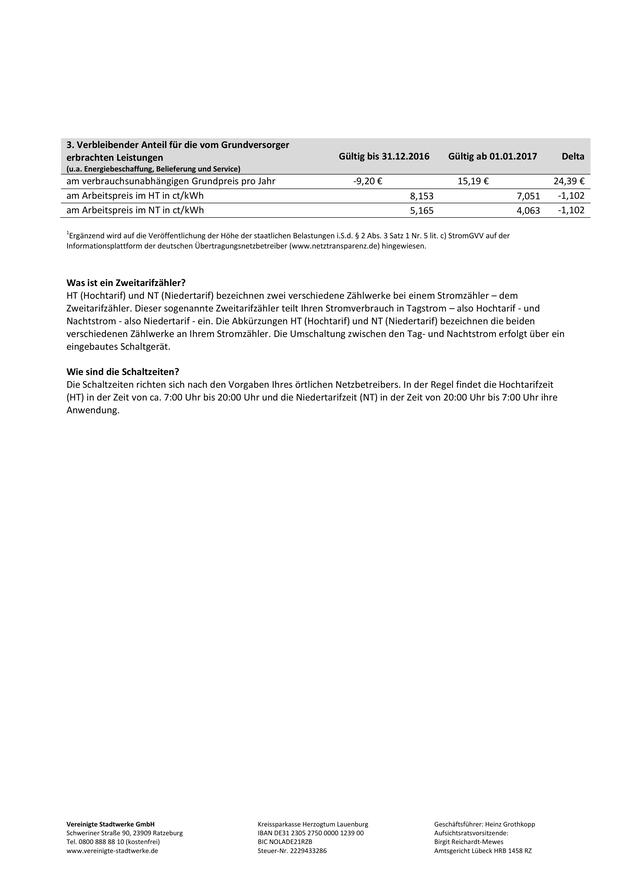 3. Verbleibender Anteil für die vom Grundversorger
erbrachten Leistungen
(u.a. Energiebeschaffung, Belieferung und Service)
Gültig bis 31.12.2016 Gültig ab 01.01.2017 Delta
am verbrauchsunabhängigen Grundpreis pro Jahr -9,20 € 15,19 € 24,39 €
am Arbeitspreis im HT in ct/kWh 8,153 7,051 -1,102
am Arbeitspreis im NT in ct/kWh 5,165 4,063 -1,102
1Ergänzend wird auf die Veröffentlichung der Höhe der staatlichen Belastungen i.S.d. § 2 Abs. 3 Satz 1 Nr. 5 lit. c) StromGVV auf der
Informationsplattform der deutschen Übertragungsnetzbetreiber (www.netztransparenz.de) hingewiesen.
Was ist ein Zweitarifzähler?
HT (Hochtarif) und NT (Niedertarif) bezeichnen zwei verschiedene Zählwerke bei einem Stromzähler – dem
Zweitarifzähler. Dieser sogenannte Zweitarifzähler teilt Ihren Stromverbrauch in Tagstrom – also Hochtarif - und
Nachtstrom - also Niedertarif - ein. Die Abkürzungen HT (Hochtarif) und NT (Niedertarif) bezeichnen die beiden
verschiedenen Zählwerke an Ihrem Stromzähler. Die Umschaltung zwischen den Tag- und Nachtstrom erfolgt über ein
eingebautes Schaltgerät.
Wie sind die Schaltzeiten?
Die Schaltzeiten richten sich nach den Vorgaben Ihres örtlichen Netzbetreibers. In der Regel findet die Hochtarifzeit
(HT) in der Zeit von ca. 7:00 Uhr bis 20:00 Uhr und die Niedertarifzeit (NT) in der Zeit von 20:00 Uhr bis 7:00 Uhr ihre
Anwendung.
Vereinigte Stadtwerke GmbH
Schweriner Straße 90, 23909 Ratzeburg
Tel. 0800 888 88 10 (kostenfrei)
www.vereinigte-stadtwerke.de
Kreissparkasse Herzogtum Lauenburg
IBAN DE31 2305 2750 0000 1239 00
BIC NOLADE21RZB
Steuer-Nr. 2229433286
Geschäftsführer: Heinz Grothkopp
Aufsichtsratsvorsitzende:
Birgit Reichardt-Mewes
Amtsgericht Lübeck HRB 1458 RZ